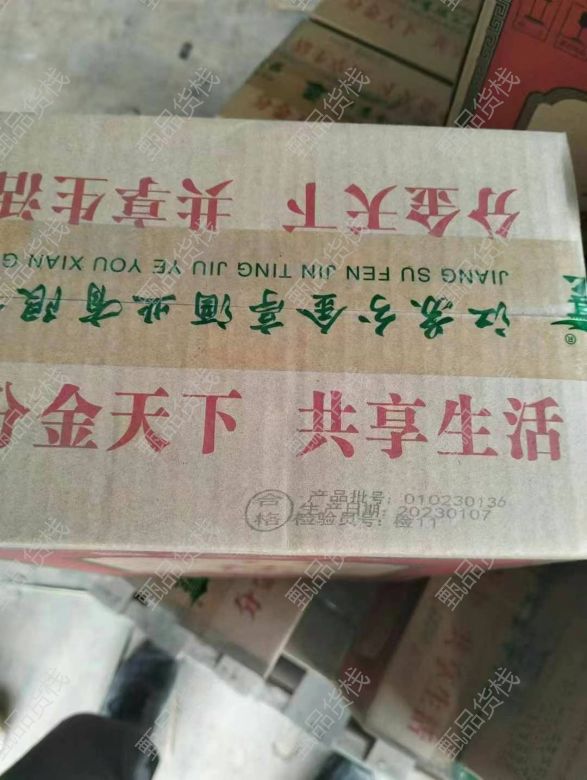 分金天下 共享生活
JIANG SU FEN JIN TING JIU YE YOU XIAN G
江苏分金亭酒业有限
®
分金天下 共享生活
合格
产品批号: 010230136
生产日期: 20230107
检验员号: 检11
甄品货栈